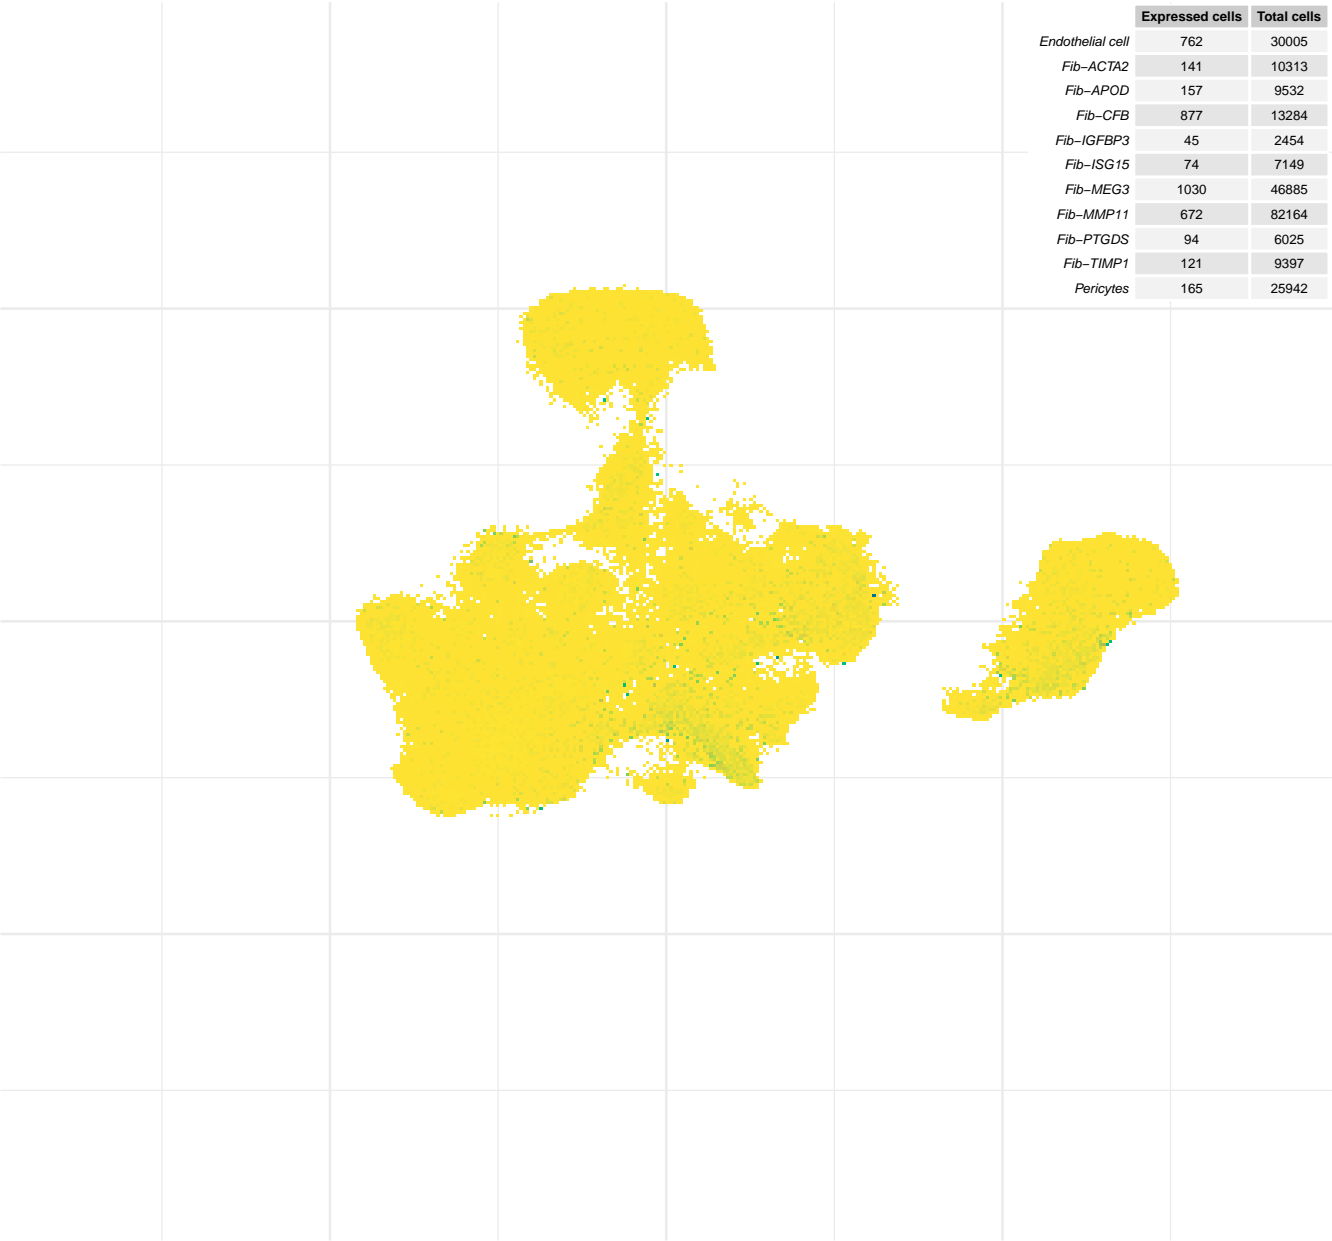 Expressed cells Total cells
Endothelial cell 762 30005
Fib−ACTA2 141 10313
Fib−APOD 157 9532
Fib−CFB 877 13284
Fib−IGFBP3 45 2454
Fib−ISG15 74 7149
Fib−MEG3 1030 46885
Fib−MMP11 672 82164
Fib−PTGDS 94 6025
Fib−TIMP1 121 9397
Pericytes 165 25942